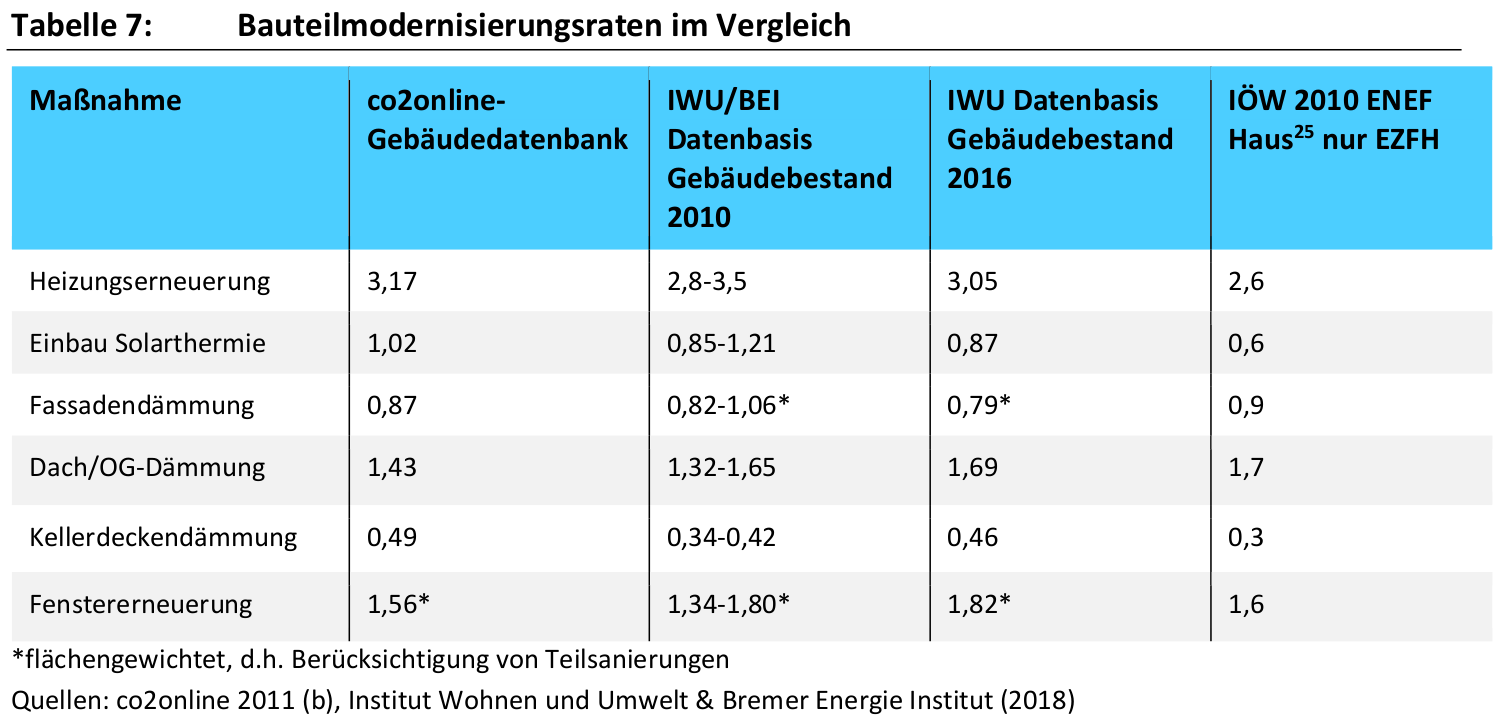 Tabelle 7: Bauteilmodernisierungsraten im Vergleich
Maßnahme
co2online-
Gebäudedatenbank
IWU/BEI
Datenbasis
Gebäudebestand
2010
IWU Datenbasis
Gebäudebestand
2016
IÖW 2010 ENEF
Haus25 nur EZFH
Heizungserneuerung 3,17 2,8-3,5 3,05 2,6
Einbau Solarthermie 1,02 0,85-1,21 0,87 0,6
Fassadendämmung 0,87 0,82-1,06* 0,79* 0,9
Dach/OG-Dämmung 1,43 1,32-1,65 1,69 1,7
Kellerdeckendämmung 0,49 0,34-0,42 0,46 0,3
Fenstererneuerung 1,56* 1,34-1,80* 1,82* 1,6
*flächengewichtet, d.h. Berücksichtigung von Teilsanierungen
Quellen: co2online 2011 (b), Institut Wohnen und Umwelt & Bremer Energie Institut (2018)